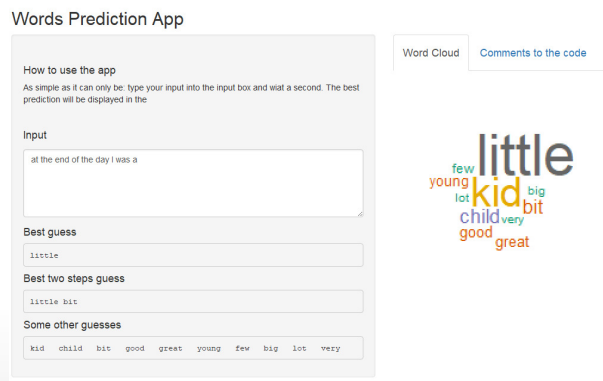 Words Prediction App
How to use the app
As simple as it can only be: type your input into the input box and wiat a second. The best
prediction will be displayed in the
Input
at the end of the day I was a
Best guess
little
Best two steps guess
little bit
Some other guesses
kid child bit good great young few big lot very
Word Cloud Comments to the code
little
few
young kid big
lot bit
child very
good
great